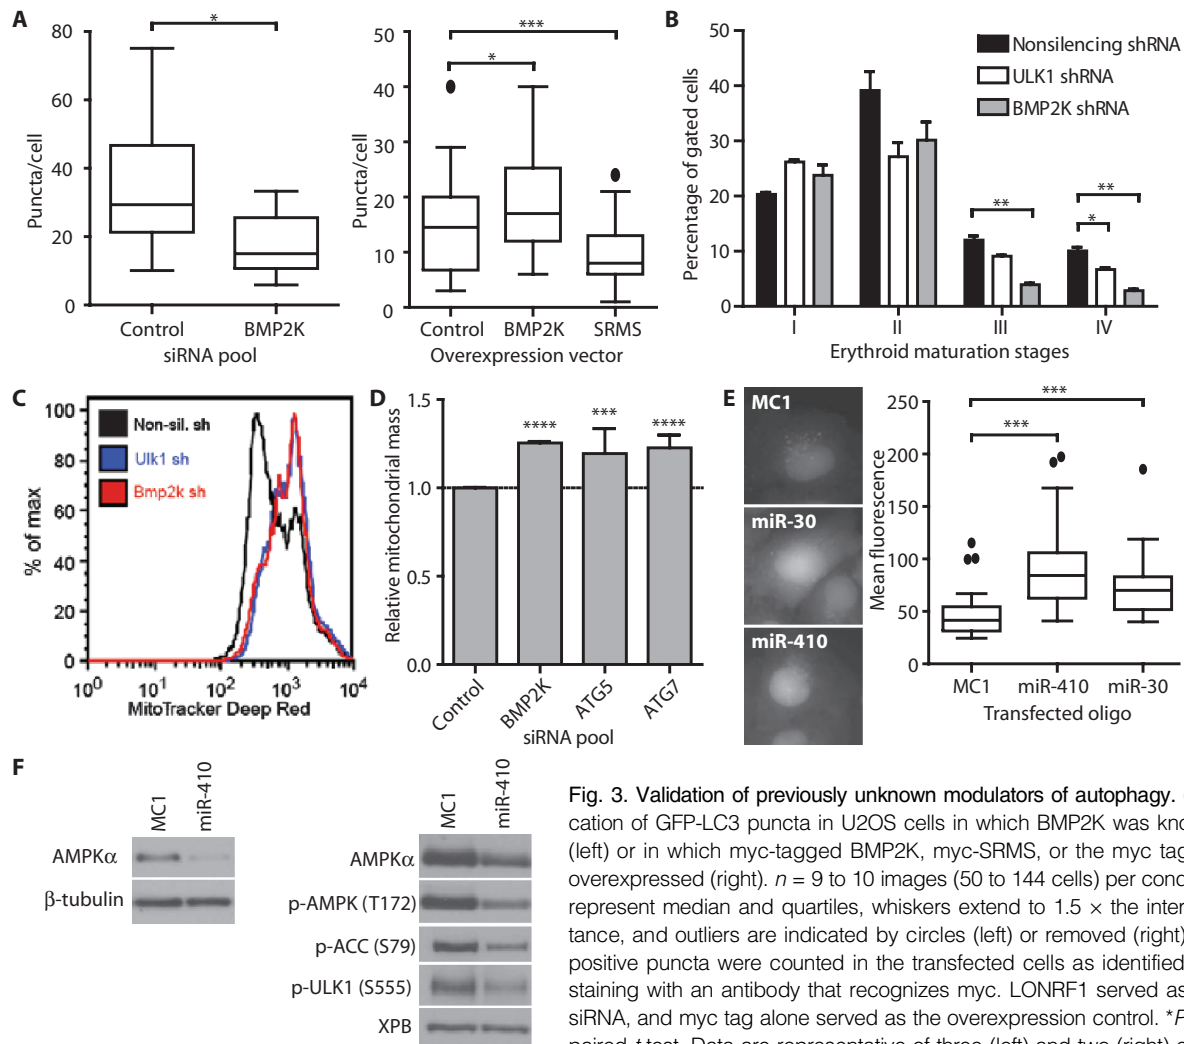 A
80
60
40
20
0
Puncta/cell
*
Control
BMP2K
siRNA pool
50
40
30
20
10
0
Puncta/cell
***
*
Control
BMP2K
SRMS
Overexpression vector
B
50
40
30
20
10
0
Percentage of gated cells
Nonsilencing shRNA
ULK1 shRNA
BMP2K shRNA
**
**
*
I
II
III
IV
Erythroid maturation stages
C
100
80
60
40
20
0
% of max
Non-sil. sh
Ulk1 sh
Bmp2k sh
10⁰
10¹
10²
10³
10⁴
MitoTracker Deep Red
D
1.5
1.0
0.5
0.0
Relative mitochondrial mass
****
***
****
Control
BMP2K
ATG5
ATG7
siRNA pool
E
MC1
miR-30
miR-410
250
200
150
100
50
0
Mean fluorescence
***
***
MC1
miR-410
miR-30
Transfected oligo
F
MC1
miR-410
AMPKα
β-tubulin
MC1
miR-410
AMPKα
p-AMPK (T172)
p-ACC (S79)
p-ULK1 (S555)
XPB
Fig. 3. Validation of previously unknown modulators of autophagy.
cation of GFP-LC3 puncta in U2OS cells in which BMP2K was kno
(left) or in which myc-tagged BMP2K, myc-SRMS, or the myc tag
overexpressed (right). n = 9 to 10 images (50 to 144 cells) per cond
represent median and quartiles, whiskers extend to 1.5 × the inter
tance, and outliers are indicated by circles (left) or removed (right)
positive puncta were counted in the transfected cells as identified
staining with an antibody that recognizes myc. LONRF1 served as
siRNA, and myc tag alone served as the overexpression control. *P